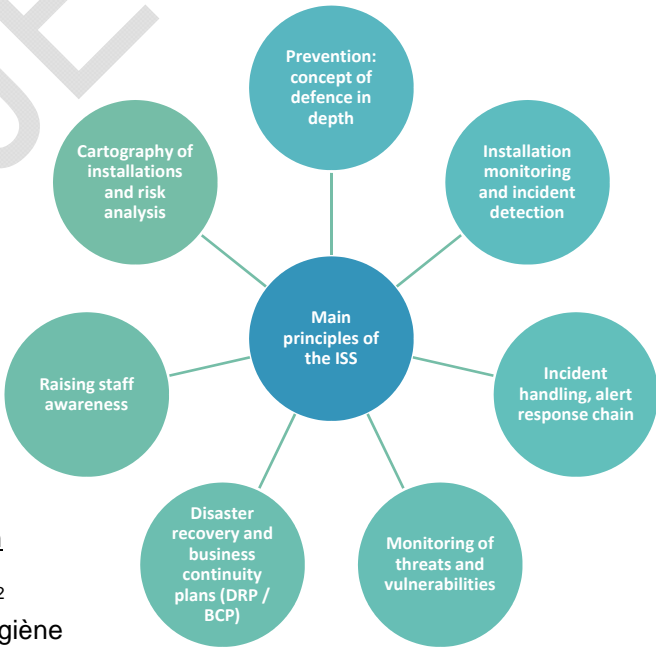 Prevention:
concept of
defence in
depth
Installation
monitoring
and incident
detection
Incident
handling, alert
response chain
Monitoring of
threats and
vulnerabilities
Disaster
recovery and
business
continuity
plans (DRP /
BCP)
Raising staff
awareness
Cartography of
installations
and risk
analysis
Main
principles of
the ISS
2
giène